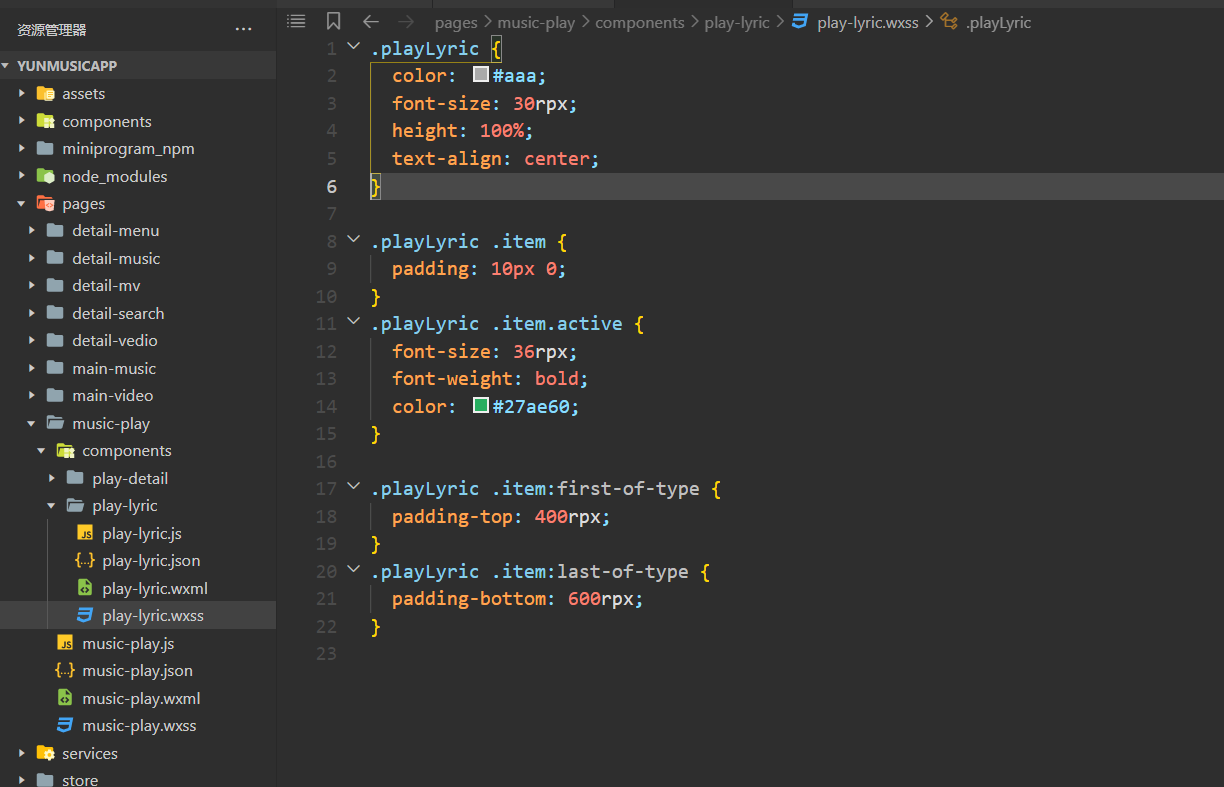 资源管理器 ...
YUNMUSICAPP
assets
components
miniprogram_npm
node_modules
pages
detail-menu
detail-music
detail-mv
detail-search
detail-vedio
main-music
main-video
music-play
components
play-detail
play-lyric
JS play-lyric.js
{..} play-lyric.json
play-lyric.wxml
play-lyric.wxss
JS music-play.js
{..} music-play.json
music-play.wxml
music-play.wxss
services
store
pages > music-play > components > play-lyric > play-lyric.wxss > .playLyric
1 .playLyric {
2 color: #aaa;
3 font-size: 30rpx;
4 height: 100%;
5 text-align: center;
6 }
7
8 .playLyric .item {
9 padding: 10px 0;
10 }
11 .playLyric .item.active {
12 font-size: 36rpx;
13 font-weight: bold;
14 color: #27ae60;
15 }
16
17 .playLyric .item:first-of-type {
18 padding-top: 400rpx;
19 }
20 .playLyric .item:last-of-type {
21 padding-bottom: 600rpx;
22 }
23